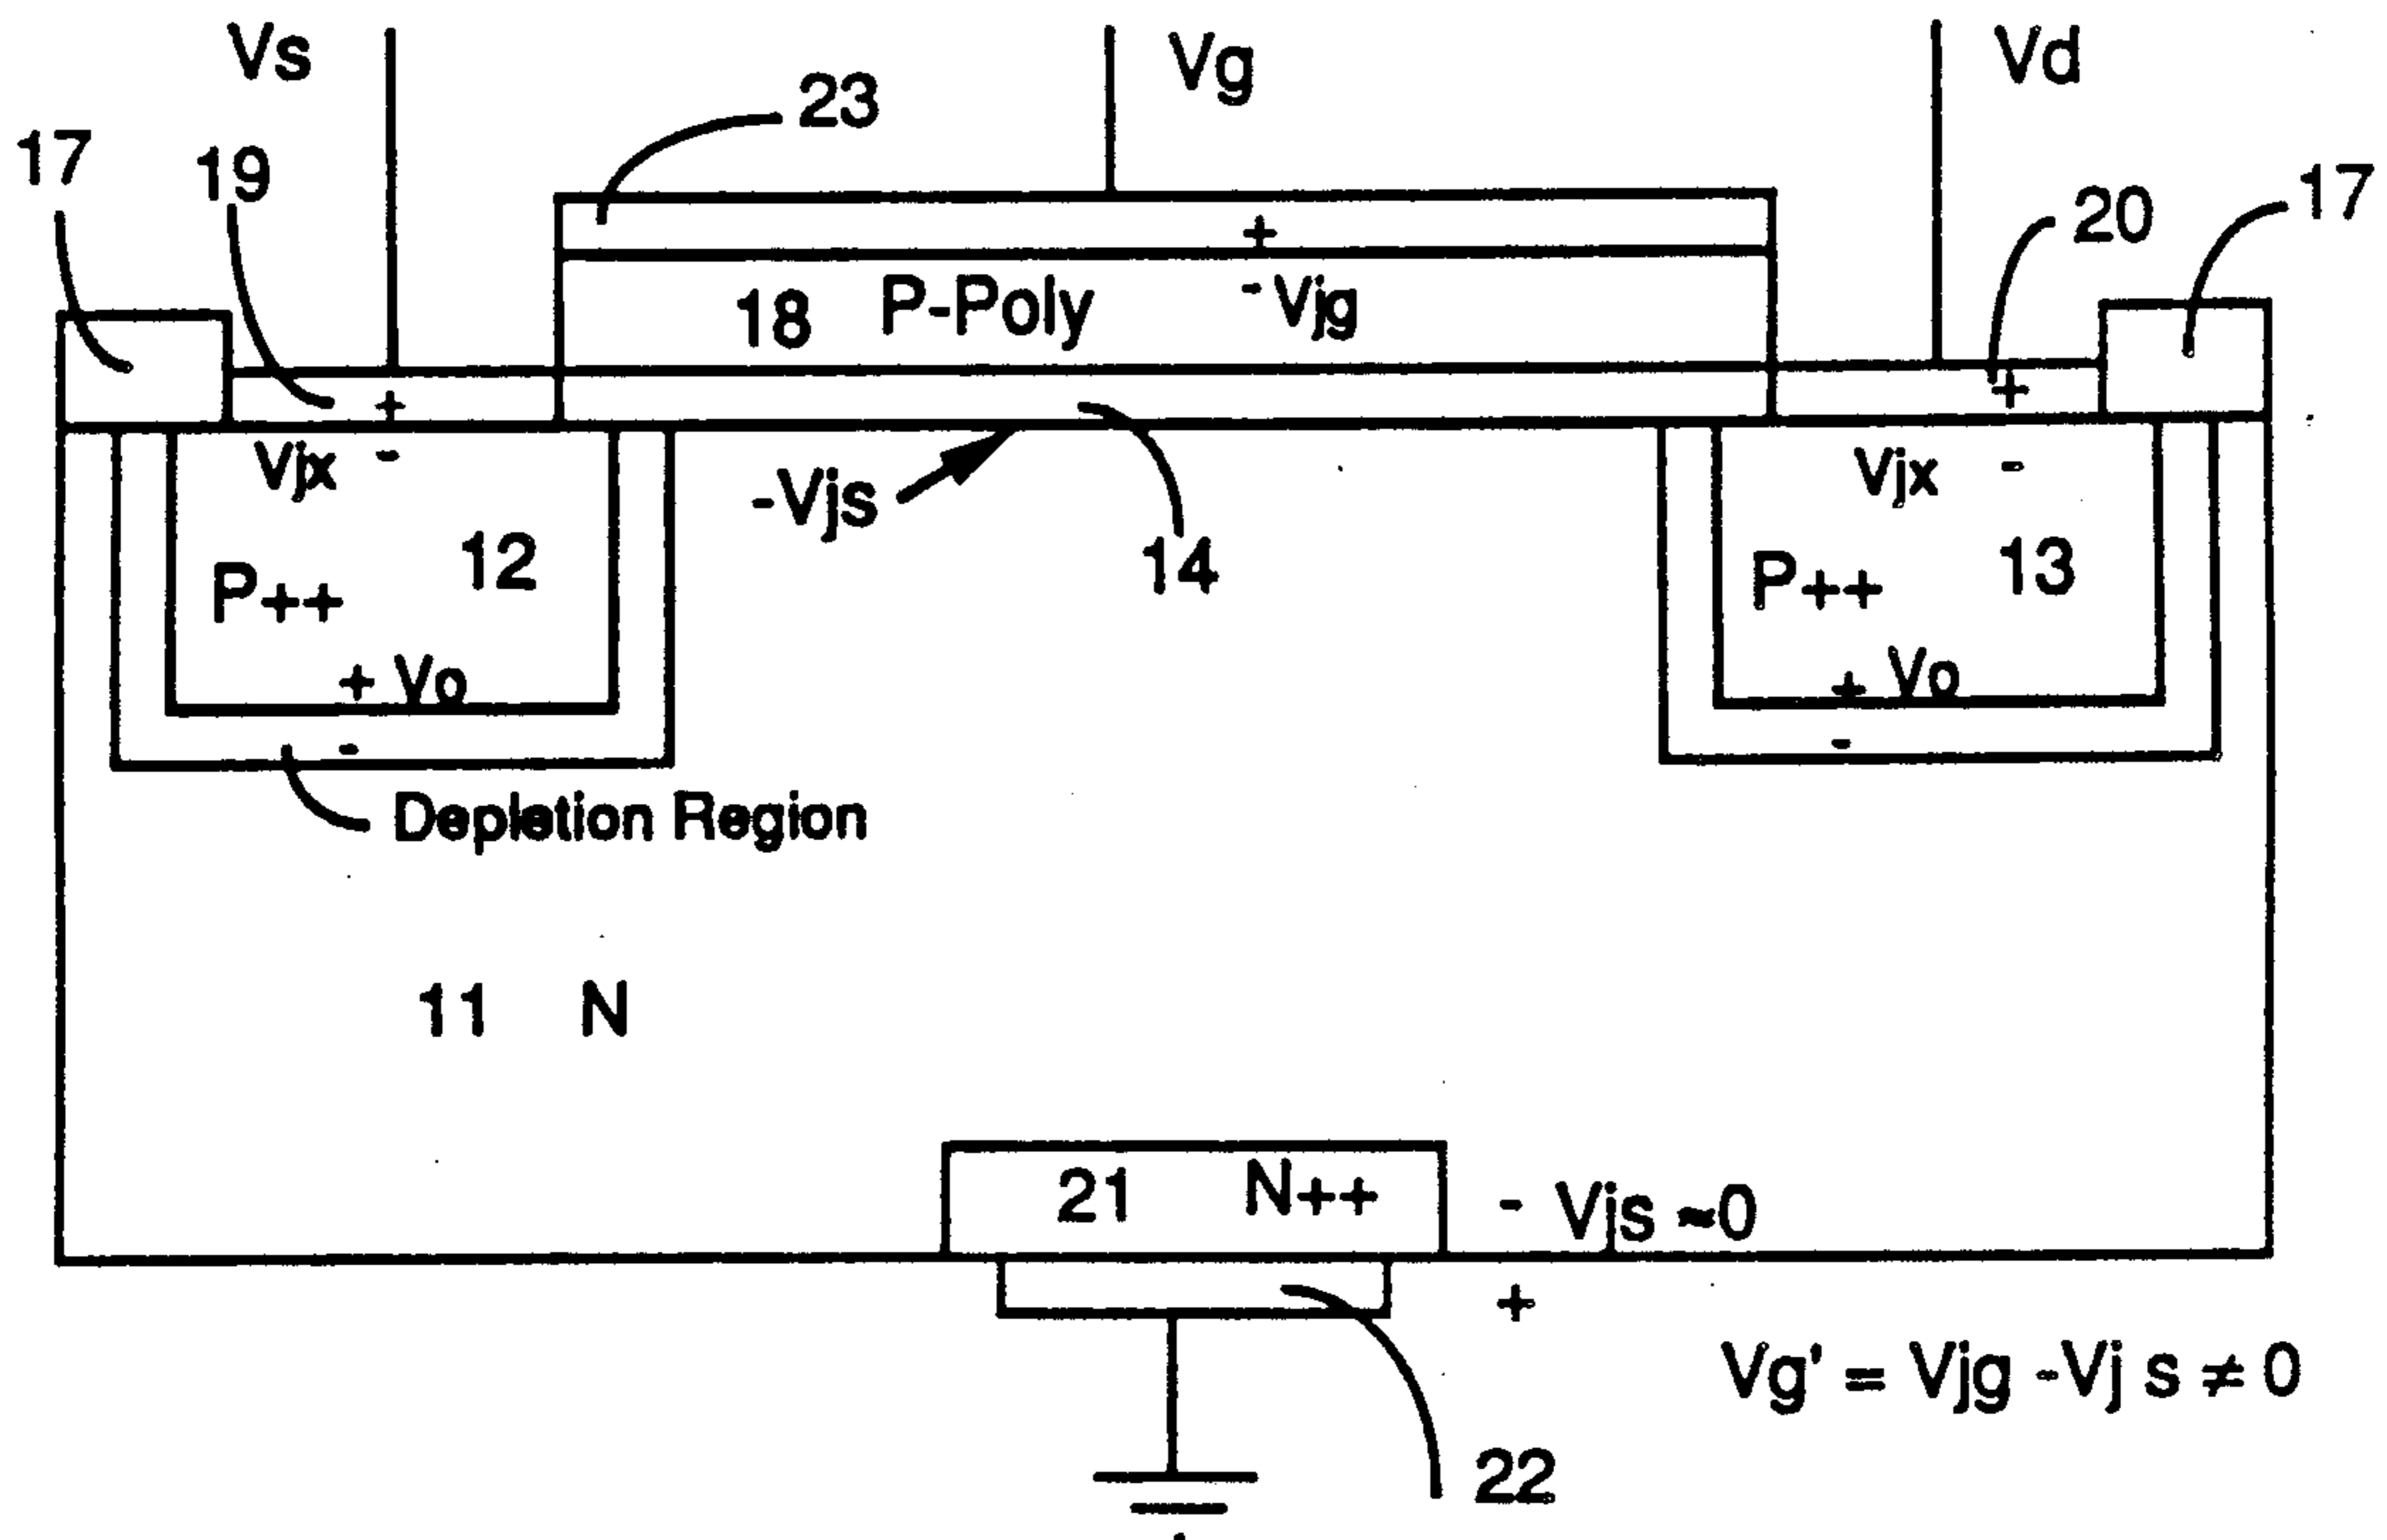 Vs
Vg
Vd
23
17
19
20
17
+
18 P-Poly - Vjg
+
+
Vjx -
-Vjs
Vjx -
P++ 12
14
P++ 13
+ Vo
+ Vo
-
-
Depletion Region
11 N
21 N++
- Vjs ≈0
+
Vg' = Vjg -Vj s ≠ 0
22